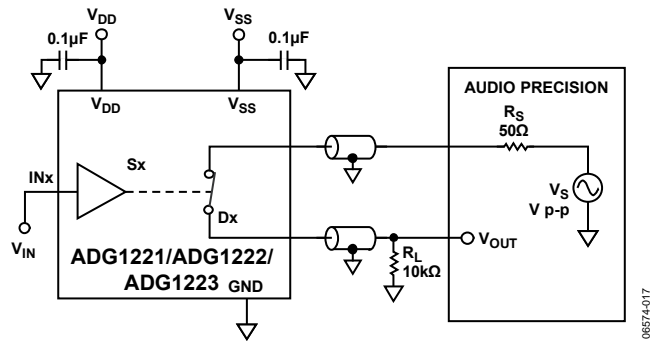 VDD
VSS
0.1µF
0.1µF
VDD
VSS
AUDIO PRECISION
RS
50Ω
INx
Sx
VS
V p-p
Dx
VIN
VOUT
ADG1221/ADG1222/
ADG1223
GND
RL
10kΩ
06574-017